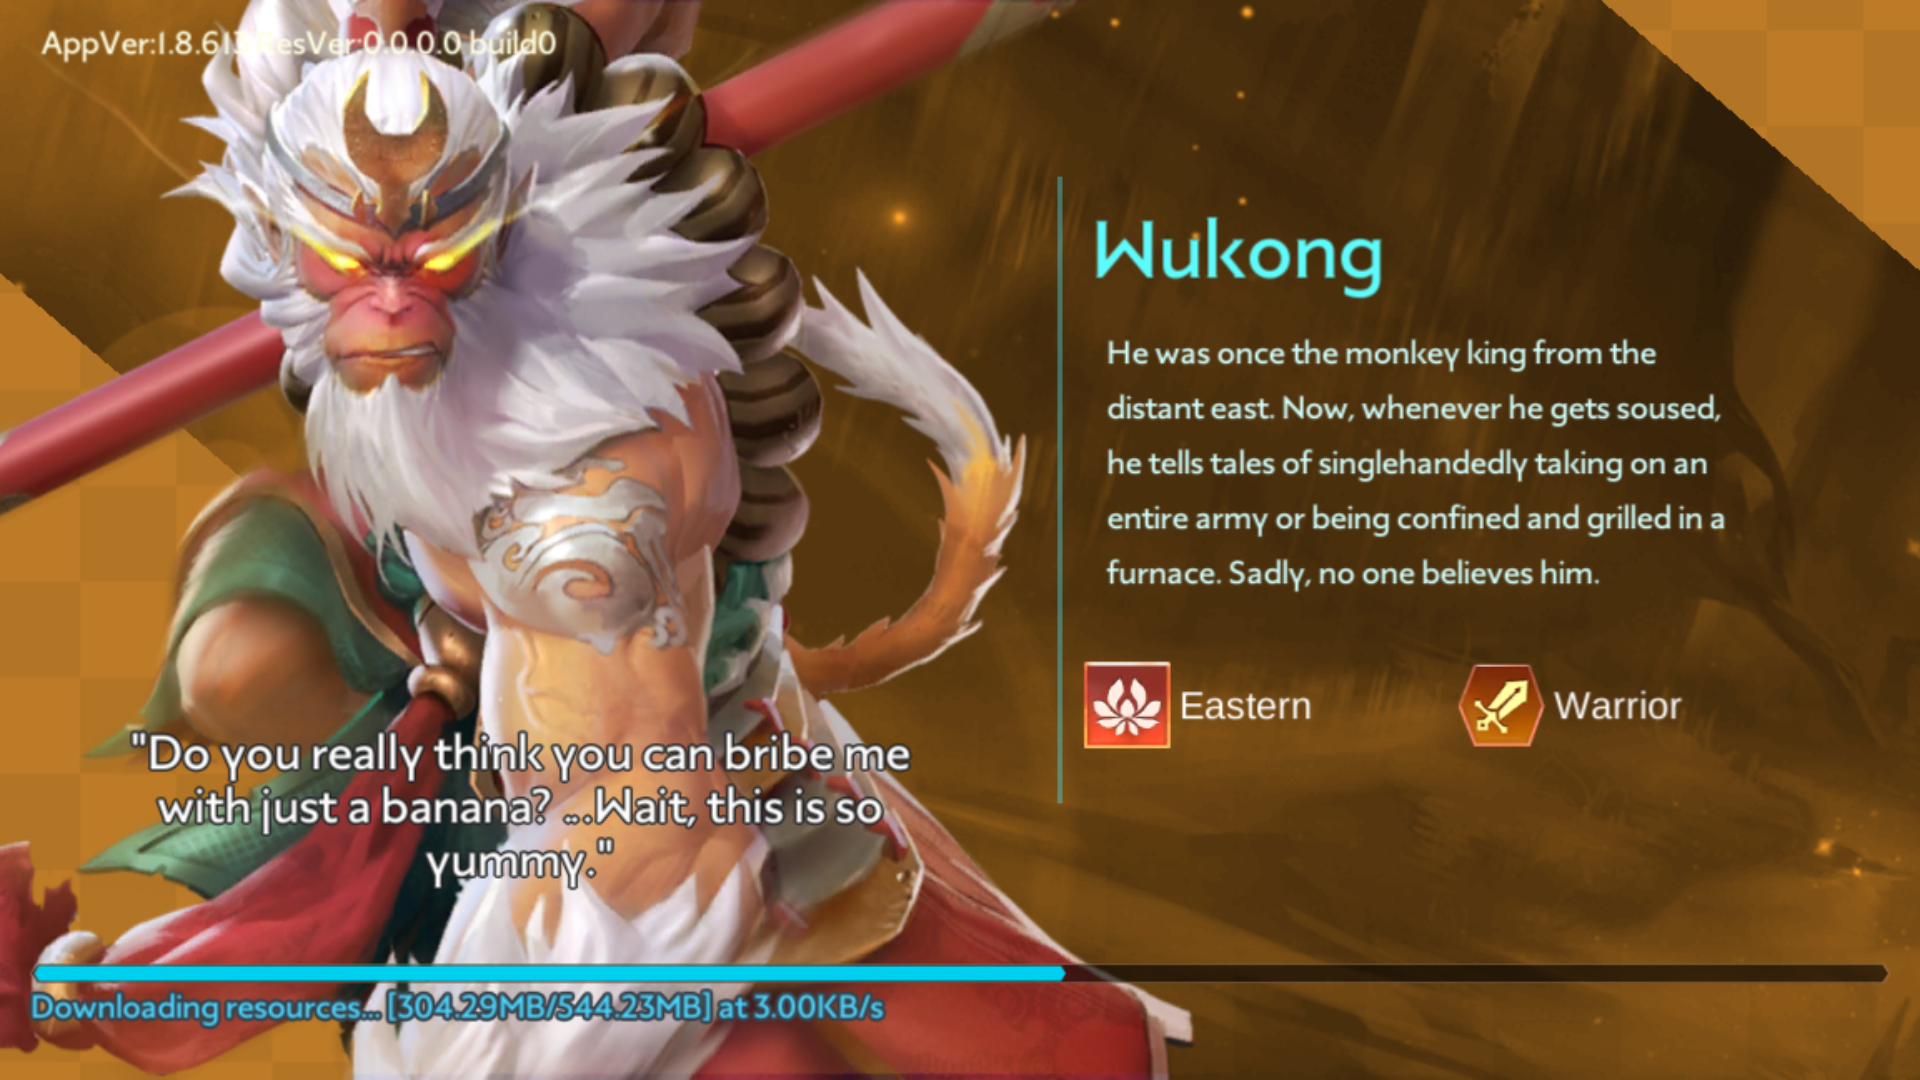 AppVer:1.8.613 ResVer:0.0.0.0 build0
Wukong
He was once the monkey king from the
distant east. Now, whenever he gets soused,
he tells tales of singlehandedly taking on an
entire army or being confined and grilled in a
furnace. Sadly, no one believes him.
Eastern
Warrior
"Do you really think you can bribe me
with just a banana? ...Wait, this is so
yummy."
Downloading resources... [304.29MB/544.23MB] at 3.00KB/s